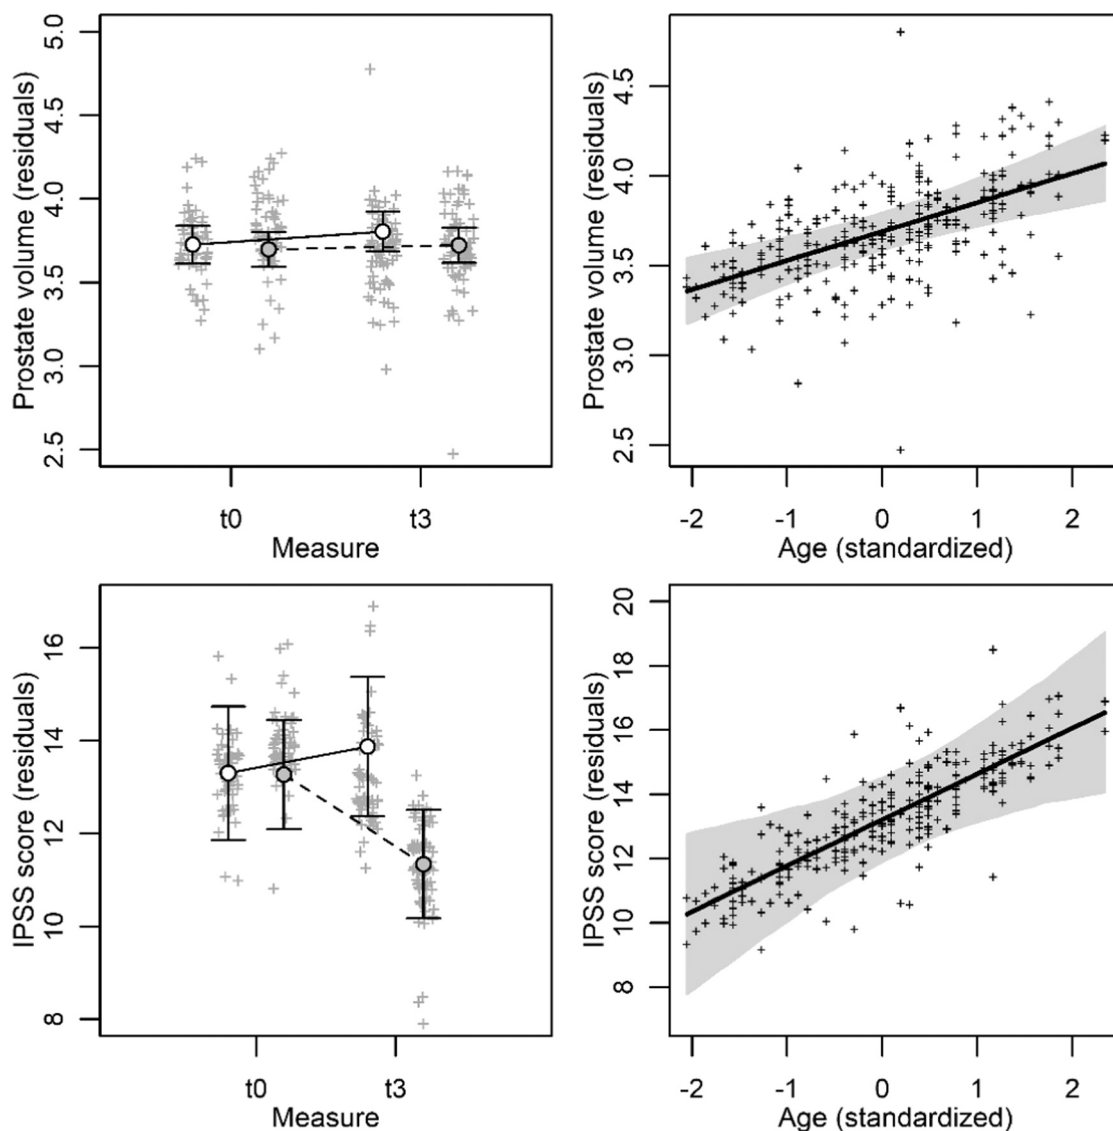 Prostate volume (residuals)
5.0
4.5
4.0
3.5
3.0
2.5
t0 t3
Measure
Prostate volume (residuals)
4.5
4.0
3.5
3.0
2.5
-2 -1 0 1 2
Age (standardized)
IPSS score (residuals)
16
14
12
10
8
t0 t3
Measure
IPSS score (residuals)
20
18
16
14
12
10
8
-2 -1 0 1 2
Age (standardized)